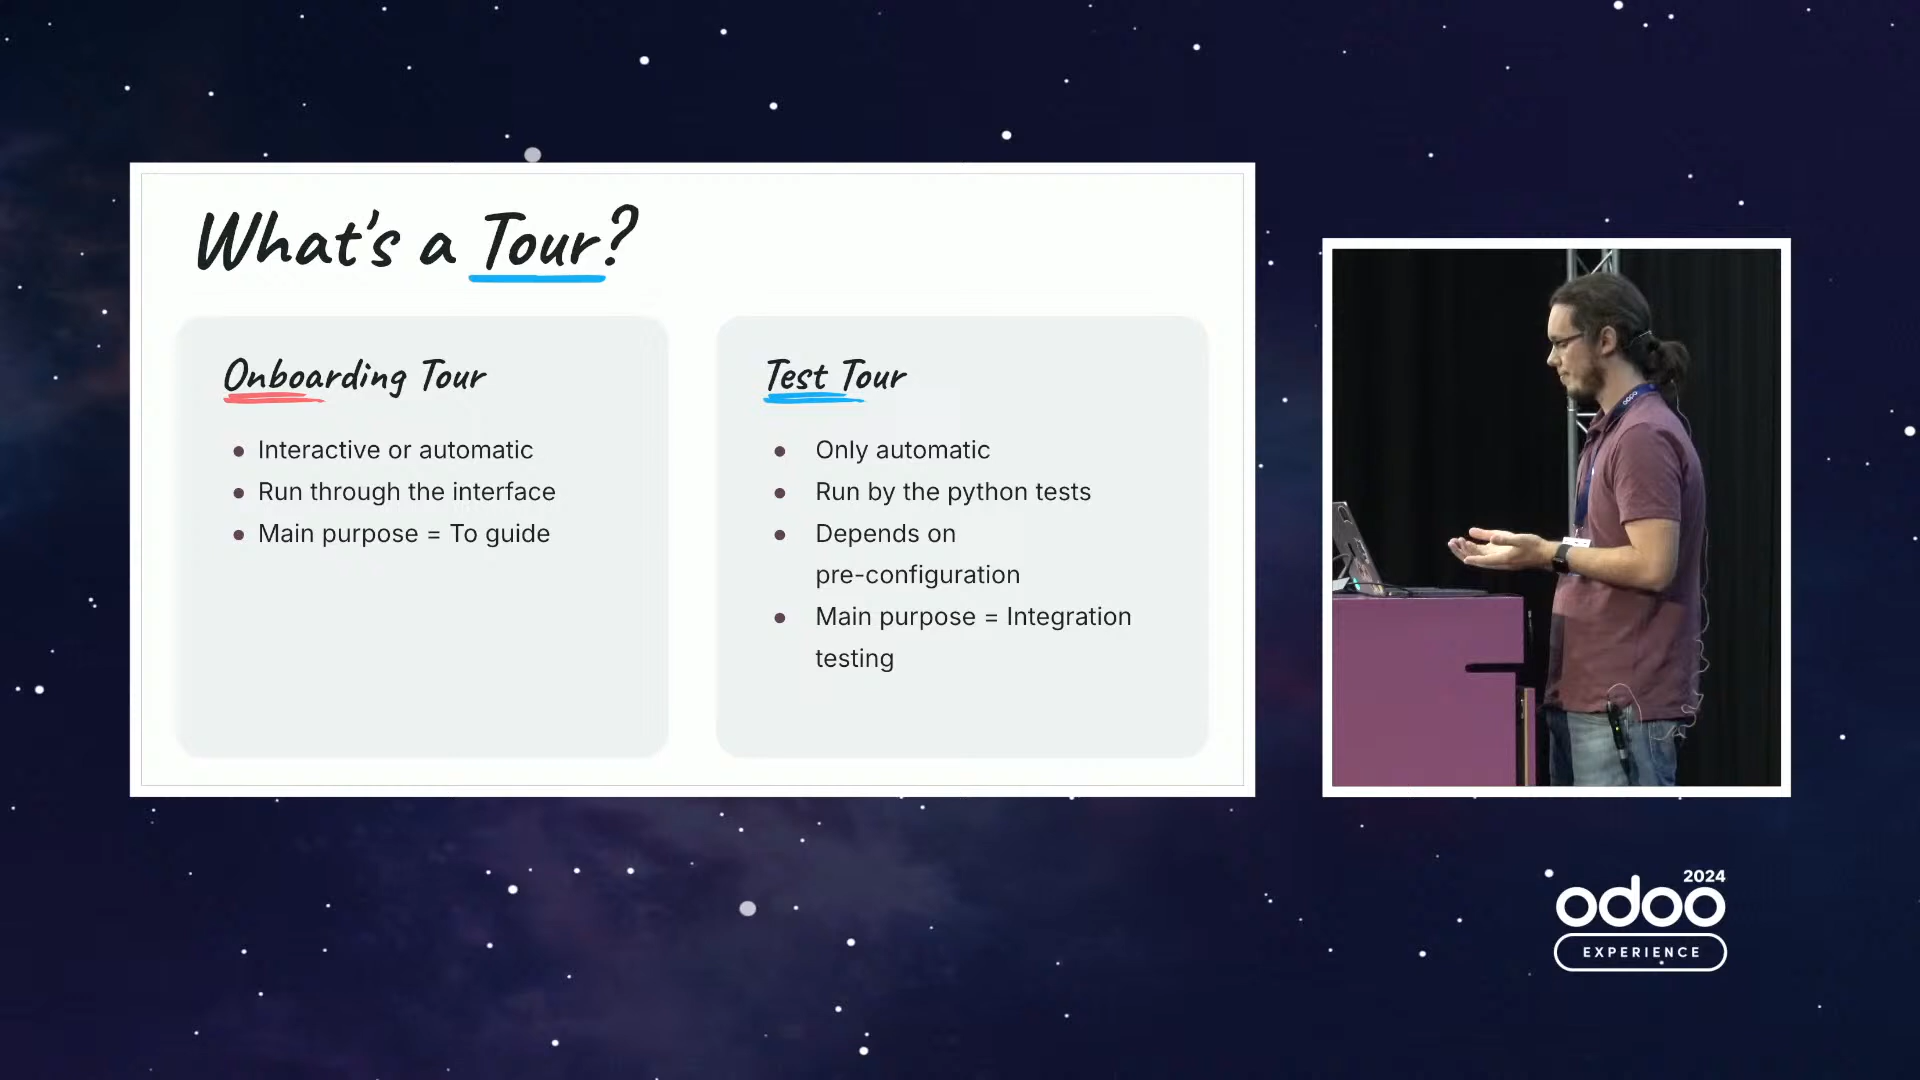 What's a Tour?
Onboarding Tour
Interactive or automatic
Run through the interface
Main purpose = To guide
Test Tour
Only automatic
Run by the python tests
Depends on
pre-configuration
Main purpose = Integration
testing
odoo
2024
odoo
EXPERIENCE